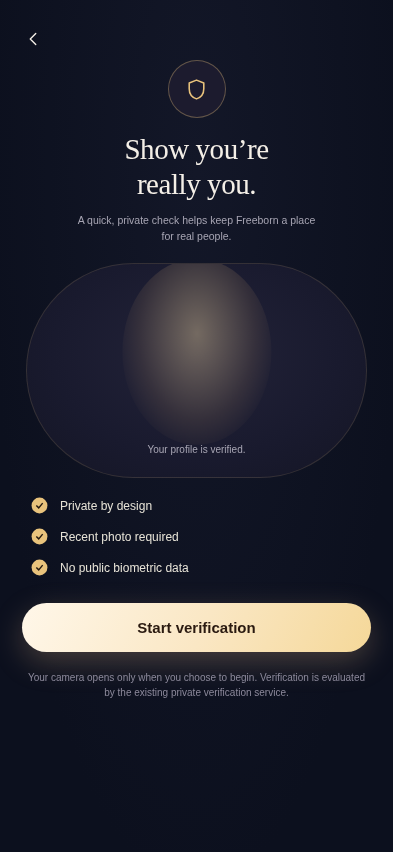 Show you’re
really you.
A quick, private check helps keep Freeborn a place
for real people.
Your profile is verified.
Private by design
Recent photo required
No public biometric data
Start verification
Your camera opens only when you choose to begin. Verification is evaluated
by the existing private verification service.